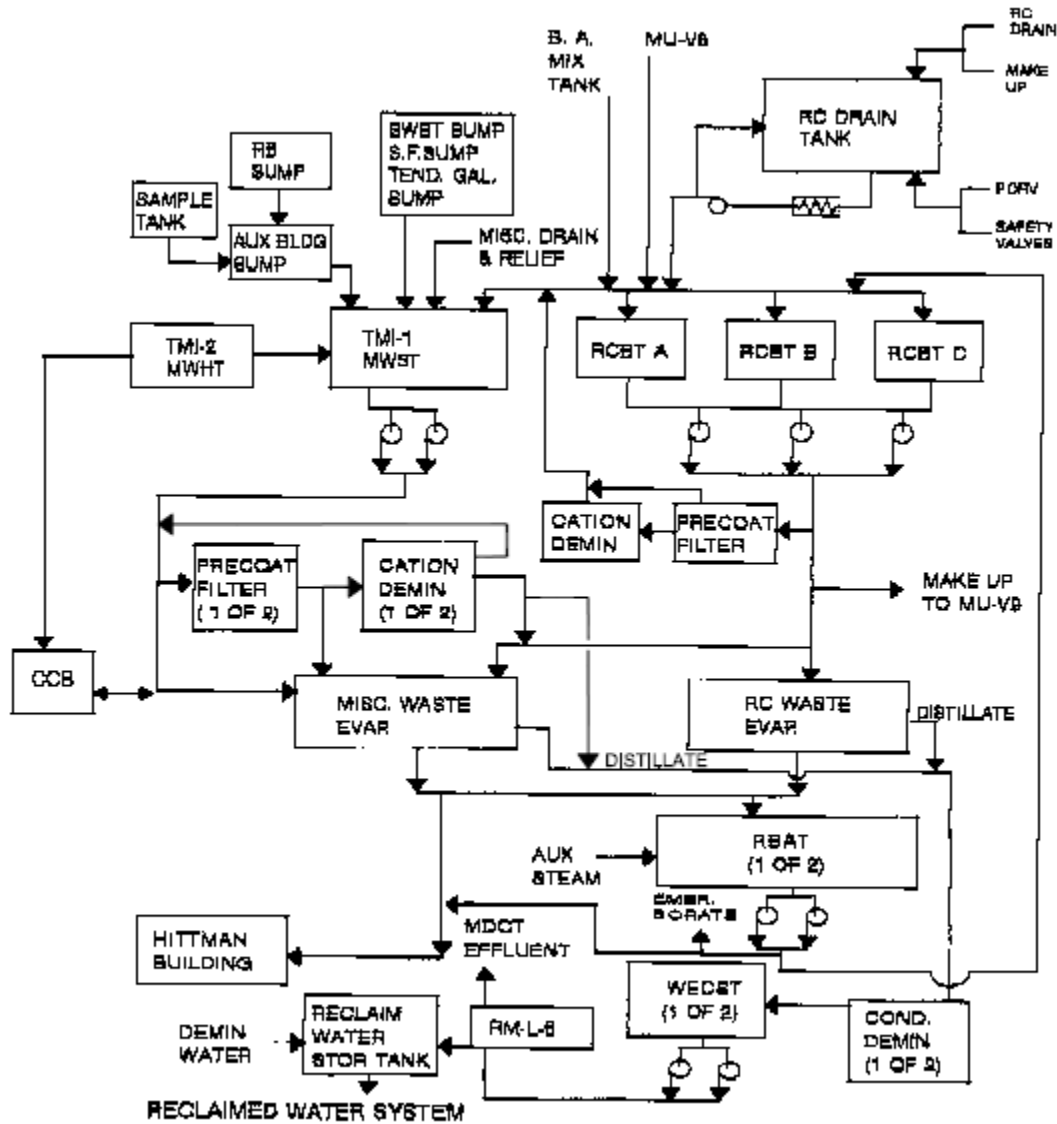 RC
DRAIN
MAKE
UP
B. A.
MIX
TANK
MU-V8
RC DRAIN
TANK
PORV
SAFETY
VALVES
RB
SUMP
BWST SUMP
S.F.SUMP
TEND. GAL.
SUMP
SAMPLE
TANK
AUX BLDG
SUMP
MISC. DRAIN
& RELIEF
TMI-2
MWHT
TMI-1
MWST
RCBT A
RCBT B
RCBT C
CATION
DEMIN
PRECOAT
FILTER
PRECOAT
FILTER
(1 OF 2)
CATION
DEMIN
(1 OF 2)
MAKE UP
TO MU-V9
CCB
MISC. WASTE
EVAP.
RC WASTE
EVAP.
DISTILLATE
DISTILLATE
RBAT
(1 OF 2)
AUX
STEAM
EMER.
BORATE
MDCT
EFFLUENT
HITTMAN
BUILDING
WECST
(1 OF 2)
DEMIN
WATER
RECLAIM
WATER
STOR TANK
RM-L-6
COND.
DEMIN
(1 OF 2)
RECLAIMED WATER SYSTEM